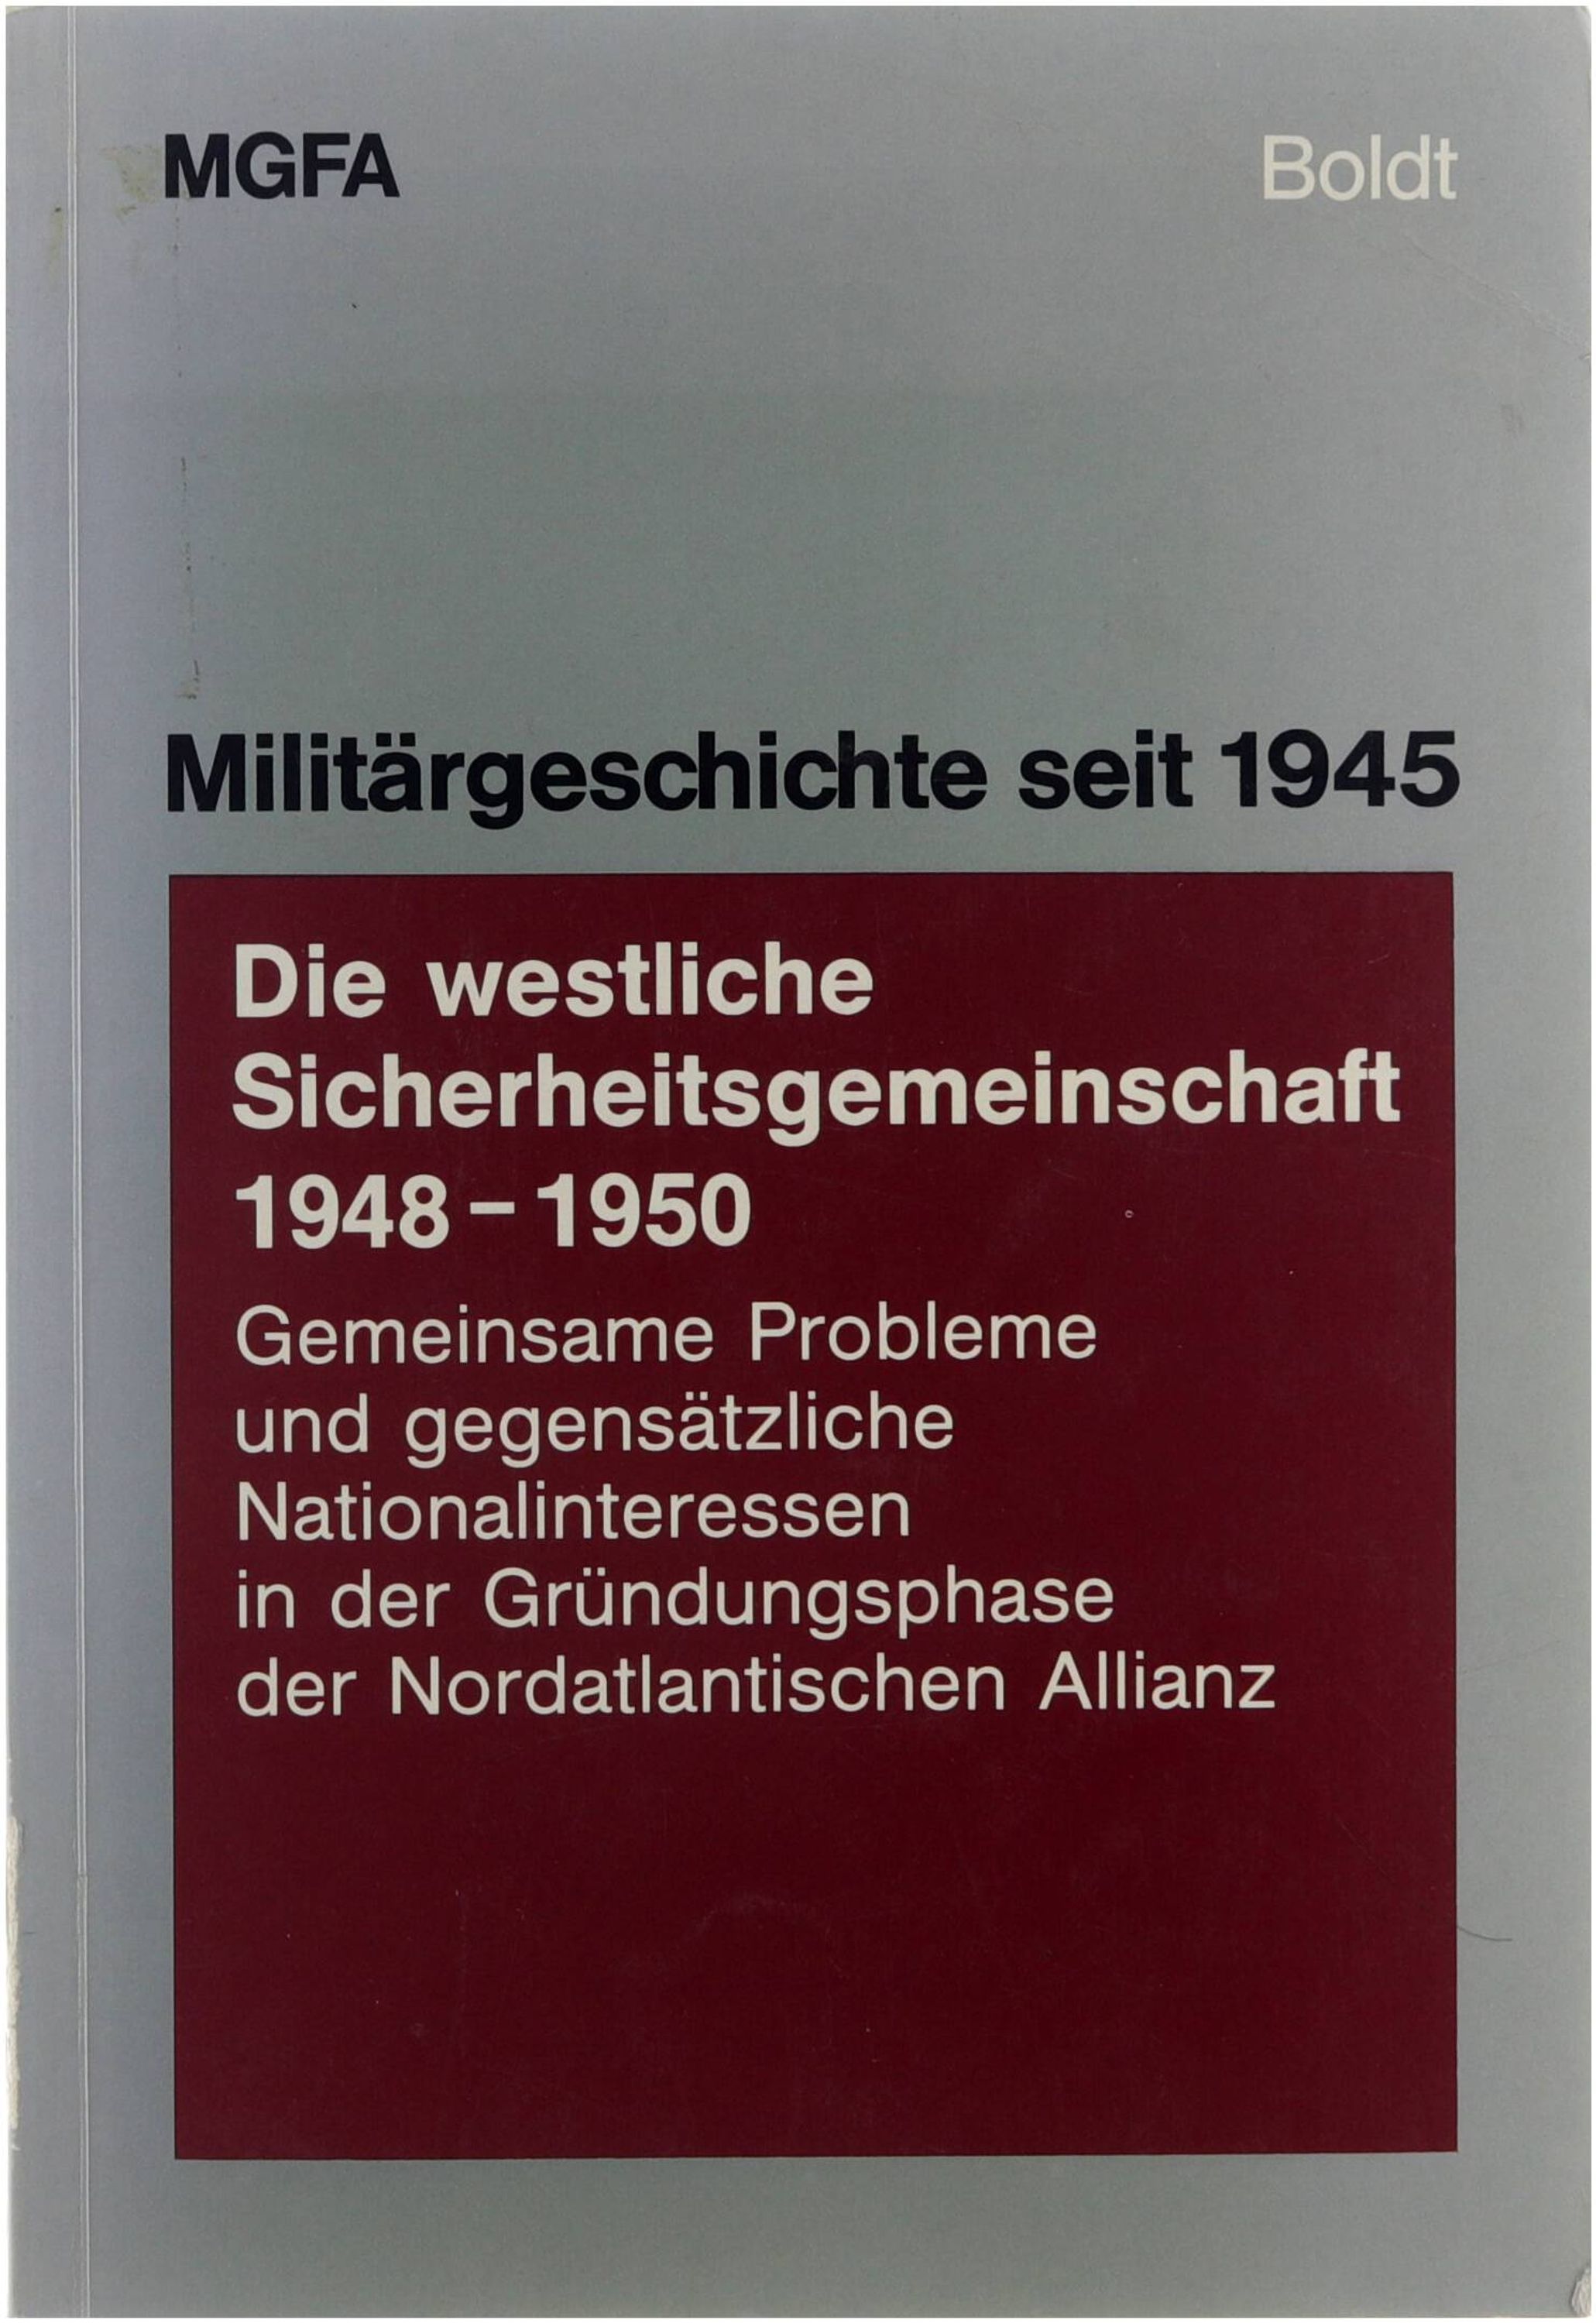 MGFA
Boldt
Militärgeschichte seit 1945
Die westliche
Sicherheitsgemeinschaft
1948 – 1950
Gemeinsame Probleme
und gegensätzliche
Nationalinteressen
in der Gründungsphase
der Nordatlantischen Allianz